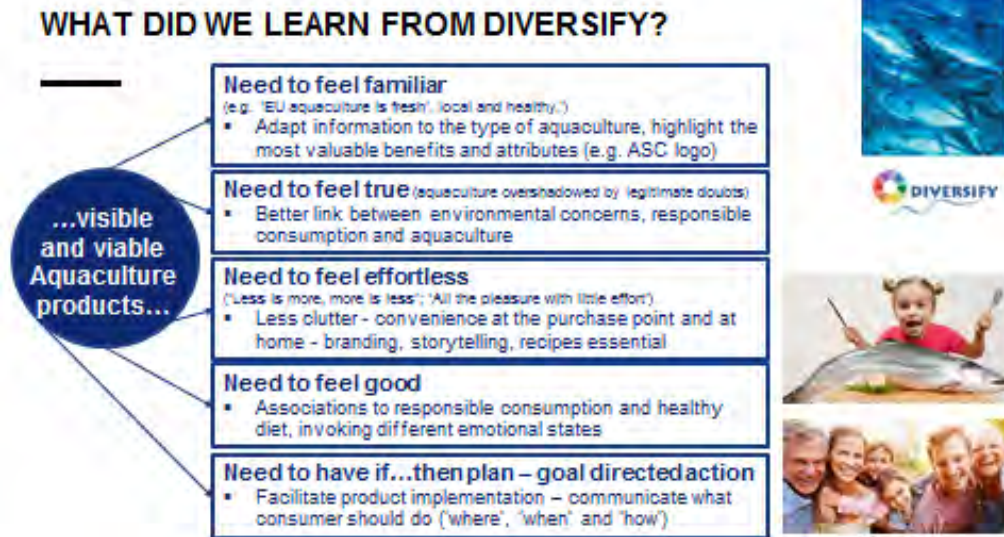 WHAT DID WE LEARN FROM DIVERSIFY?
…visible
and viable
Aquaculture
products…
Need to feel familiar
(e.g. 'EU aquaculture is fresh', local and healthy.')
▪ Adapt information to the type of aquaculture, highlight the
most valuable benefits and attributes (e.g. ASC logo)
Need to feel true (aquaculture overshadowed by legitimate doubts)
▪ Better link between environmental concerns, responsible
consumption and aquaculture
Need to feel effortless
("Less is more, more is less"; "All the pleasure with little effort")
▪ Less clutter - convenience at the purchase point and at
home - branding, storytelling, recipes essential
Need to feel good
▪ Associations to responsible consumption and healthy
diet, invoking different emotional states
Need to have if…then plan – goal directed action
▪ Facilitate product implementation – communicate what
consumer should do ('where', 'when' and 'how')
DIVERSIFY